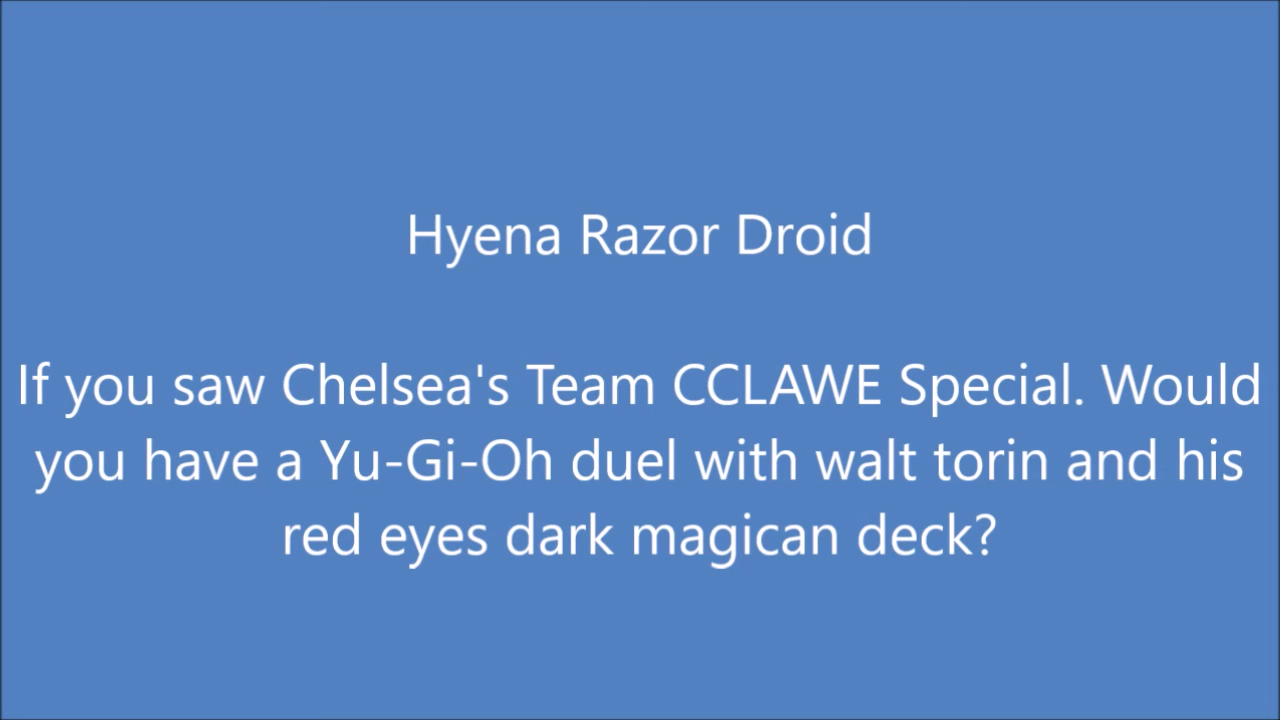 Hyena Razor Droid
If you saw Chelsea's Team CCLAWE Special. Would
you have a Yu-Gi-Oh duel with walt torin and his
red eyes dark magican deck?